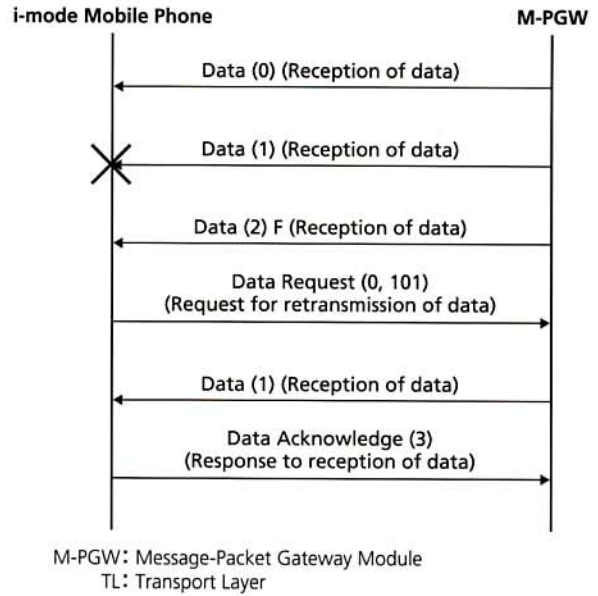 i-mode Mobile Phone
M-PGW
Data (0) (Reception of data)
Data (1) (Reception of data)
Data (2) F (Reception of data)
Data Request (0, 101)
(Request for retransmission of data)
Data (1) (Reception of data)
Data Acknowledge (3)
(Response to reception of data)
M-PGW: Message-Packet Gateway Module
TL: Transport Layer